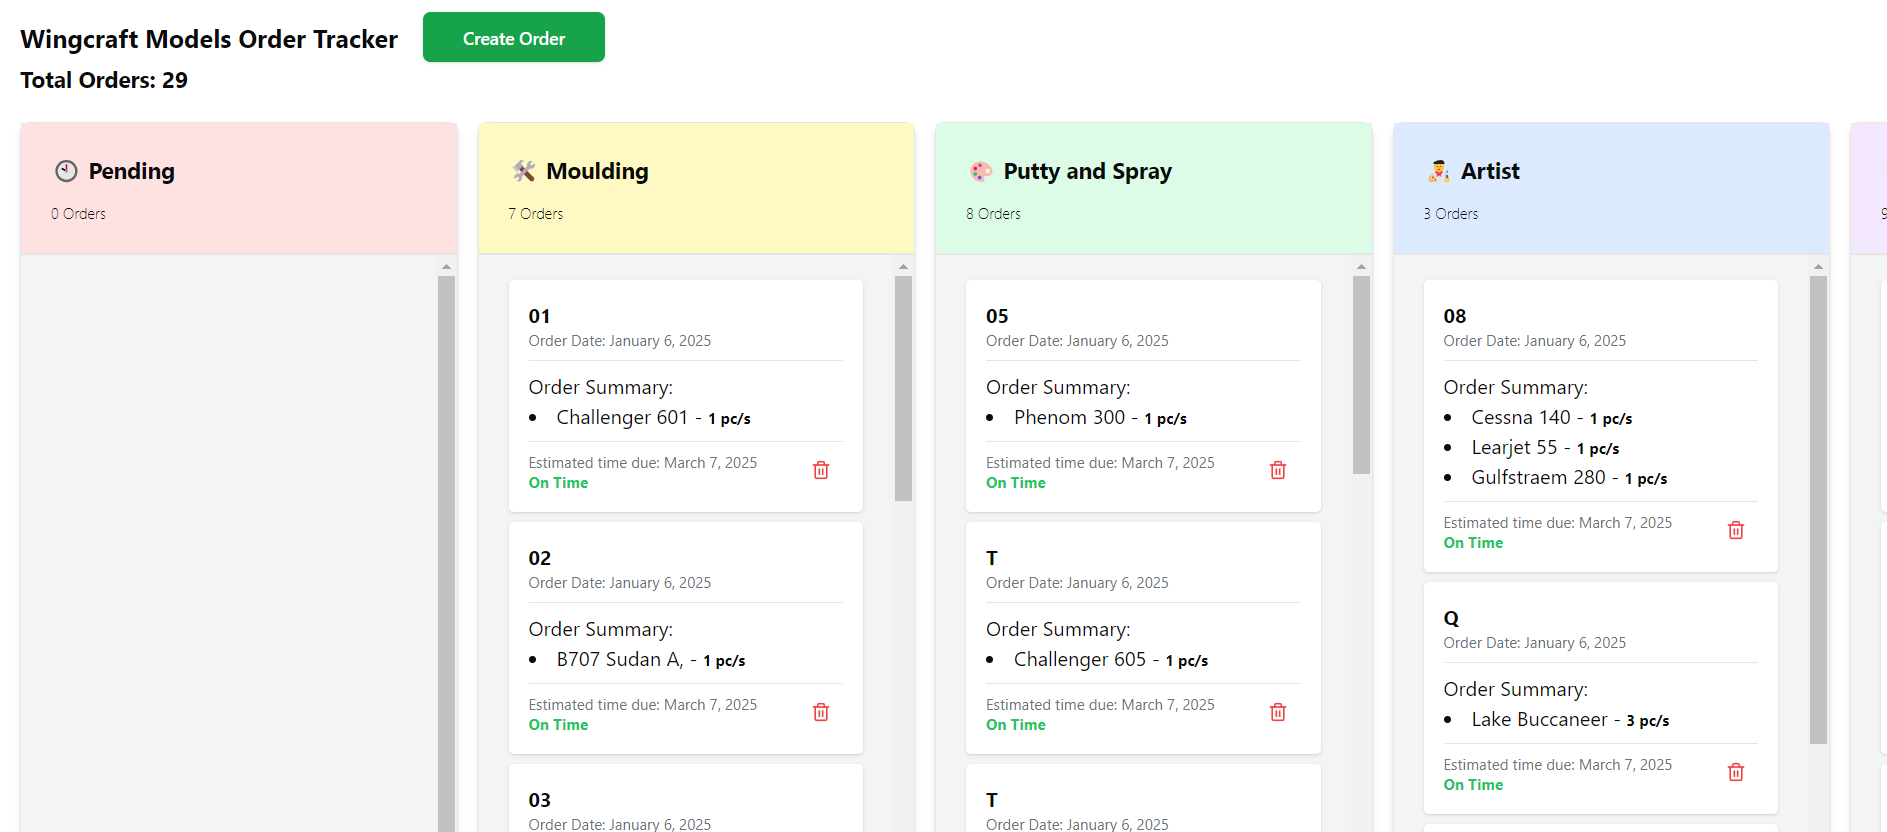 Wingcraft Models Order Tracker
Create Order
Total Orders: 29
Pending
0 Orders
Moulding
7 Orders
01
Order Date: January 6, 2025
Order Summary:
Challenger 601 - 1 pc/s
Estimated time due: March 7, 2025
On Time
02
Order Date: January 6, 2025
Order Summary:
B707 Sudan A, - 1 pc/s
Estimated time due: March 7, 2025
On Time
03
Order Date: January 6, 2025
Putty and Spray
8 Orders
05
Order Date: January 6, 2025
Order Summary:
Phenom 300 - 1 pc/s
Estimated time due: March 7, 2025
On Time
T
Order Date: January 6, 2025
Order Summary:
Challenger 605 - 1 pc/s
Estimated time due: March 7, 2025
On Time
T
Order Date: January 6, 2025
Artist
3 Orders
08
Order Date: January 6, 2025
Order Summary:
Cessna 140 - 1 pc/s
Learjet 55 - 1 pc/s
Gulfstraem 280 - 1 pc/s
Estimated time due: March 7, 2025
On Time
Q
Order Date: January 6, 2025
Order Summary:
Lake Buccaneer - 3 pc/s
Estimated time due: March 7, 2025
On Time